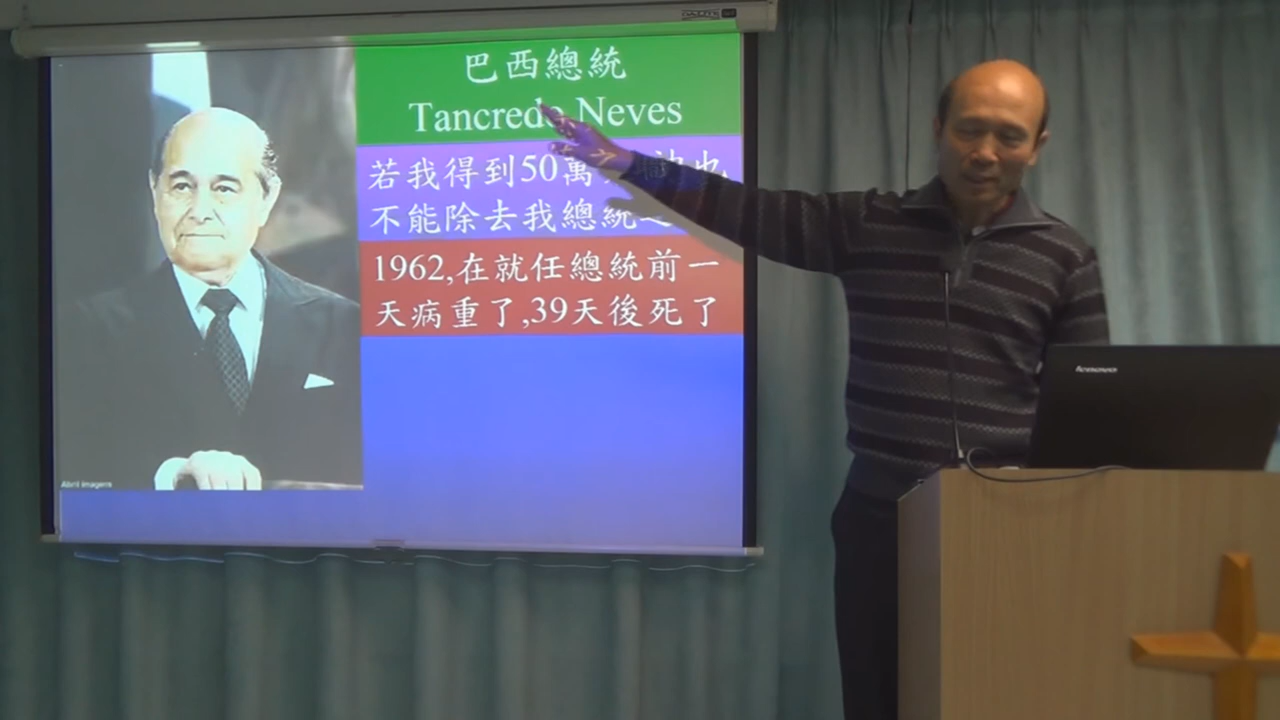 巴西總統
Tancredo Neves
若我得到50萬 也
不能除去我總統
1962,在就任總統前一
天病重了,39天後死了
Abril Imagens
lenovo